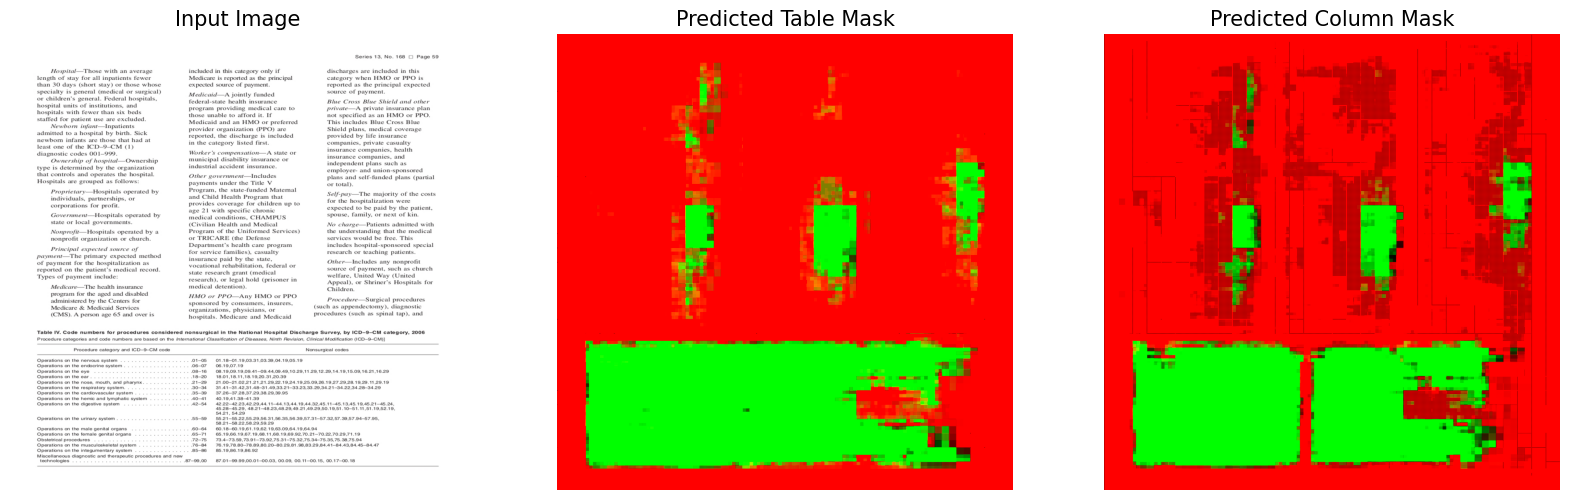 Input Image
Predicted Table Mask
Predicted Column Mask
Series 13, No. 168 □ Page 59
Hospital—Those with an average
length of stay for all inpatients fewer
than 30 days (short stay) or those whose
specialty is general (medical or surgical)
or children's general. Federal hospitals,
hospital units of institutions, and
hospitals with fewer than six beds
staffed for patient use are excluded.
Newborn infant—Inpatients
admitted to a hospital by birth. Sick
newborn infants are those that had at
least one of the ICD–9–CM (1)
diagnostic codes 001–999.
Ownership of hospital—Ownership
type is determined by the organization
that controls and operates the hospital.
Hospitals are grouped as follows:
Proprietary—Hospitals operated by
individuals, partnerships, or
corporations for profit.
Government—Hospitals operated by
state or local governments.
Nonprofit—Hospitals operated by a
nonprofit organization or church.
Principal expected source of
payment—The primary expected method
of payment for the hospitalization as
reported on the patient's medical record.
Types of payment include:
Medicare—The health insurance
program for the aged and disabled
administered by the Centers for
Medicare & Medicaid Services
(CMS). A person age 65 and over is
included in this category only if
Medicare is reported as the principal
expected source of payment.
Medicaid—A jointly funded
federal-state health insurance
program providing medical care to
those unable to afford it. If
Medicaid and an HMO or preferred
provider organization (PPO) are
reported, the discharge is included
in the category listed first.
Worker's compensation—A state or
municipal disability insurance or
industrial accident insurance.
Other government—Includes
payments under the Title V
Program, the state-funded Maternal
and Child Health Program that
provides coverage for children up to
age 21 with specific chronic
medical conditions, CHAMPUS
(Civilian Health and Medical
Program of the Uniformed Services)
or TRICARE (the Defense
Department's health care program
for service families), casualty
insurance paid by the state,
vocational rehabilitation, federal or
state research grant (medical
research), or legal hold (prisoner in
medical detention).
HMO or PPO—Any HMO or PPO
sponsored by consumers, insurers,
organizations, physicians, or
hospitals. Medicare and Medicaid
discharges are included in this
category when HMO or PPO is
reported as the principal expected
source of payment.
Blue Cross Blue Shield and other
private—A private insurance plan
not specified as an HMO or PPO.
This includes Blue Cross Blue
Shield plans, medical coverage
provided by life insurance
companies, private casualty
insurance companies, health
insurance companies, and
independent plans such as
employer- and union-sponsored
plans and self-funded plans (partial
or total).
Self-pay—The majority of the costs
for the hospitalization were
expected to be paid by the patient,
spouse, family, or next of kin.
No charge—Patients admitted with
the understanding that the medical
services would be free. This
includes hospital-sponsored special
research or teaching patients.
Other—Includes any nonprofit
source of payment, such as church
welfare, United Way (United
Appeal), or Shriner's Hospitals for
Children.
Procedure—Surgical procedures
(such as appendectomy), diagnostic
procedures (such as spinal tap), and
Table IV. Code numbers for procedures considered nonsurgical in the National Hospital Discharge Survey, by ICD–9–CM category, 2006
Procedure categories and code numbers are based on the International Classification of Diseases, Ninth Revision, Clinical Modification (ICD–9–CM)
Procedure category and ICD–9–CM code Nonsurgical codes
Operations on the nervous system 01–05
Operations on the endocrine system 06–07 06.19,07.19
Operations on the eye 08–16
Operations on the ear 18–20
Operations on the nose, mouth, and pharynx 21–29
Operations on the respiratory system 30–34
Operations on the cardiovascular system 35–39
Operations on the hemic and lymphatic system 40–41
Operations on the digestive system 42–54
Operations on the urinary system 55–59
Operations on the male genital organs 60–64
Operations on the female genital organs 65–71
Obstetrical procedures 72–75
Operations on the musculoskeletal system 76–84
Operations on the integumentary system 85–86
Miscellaneous diagnostic and therapeutic procedures and new
technologies 87–99,00